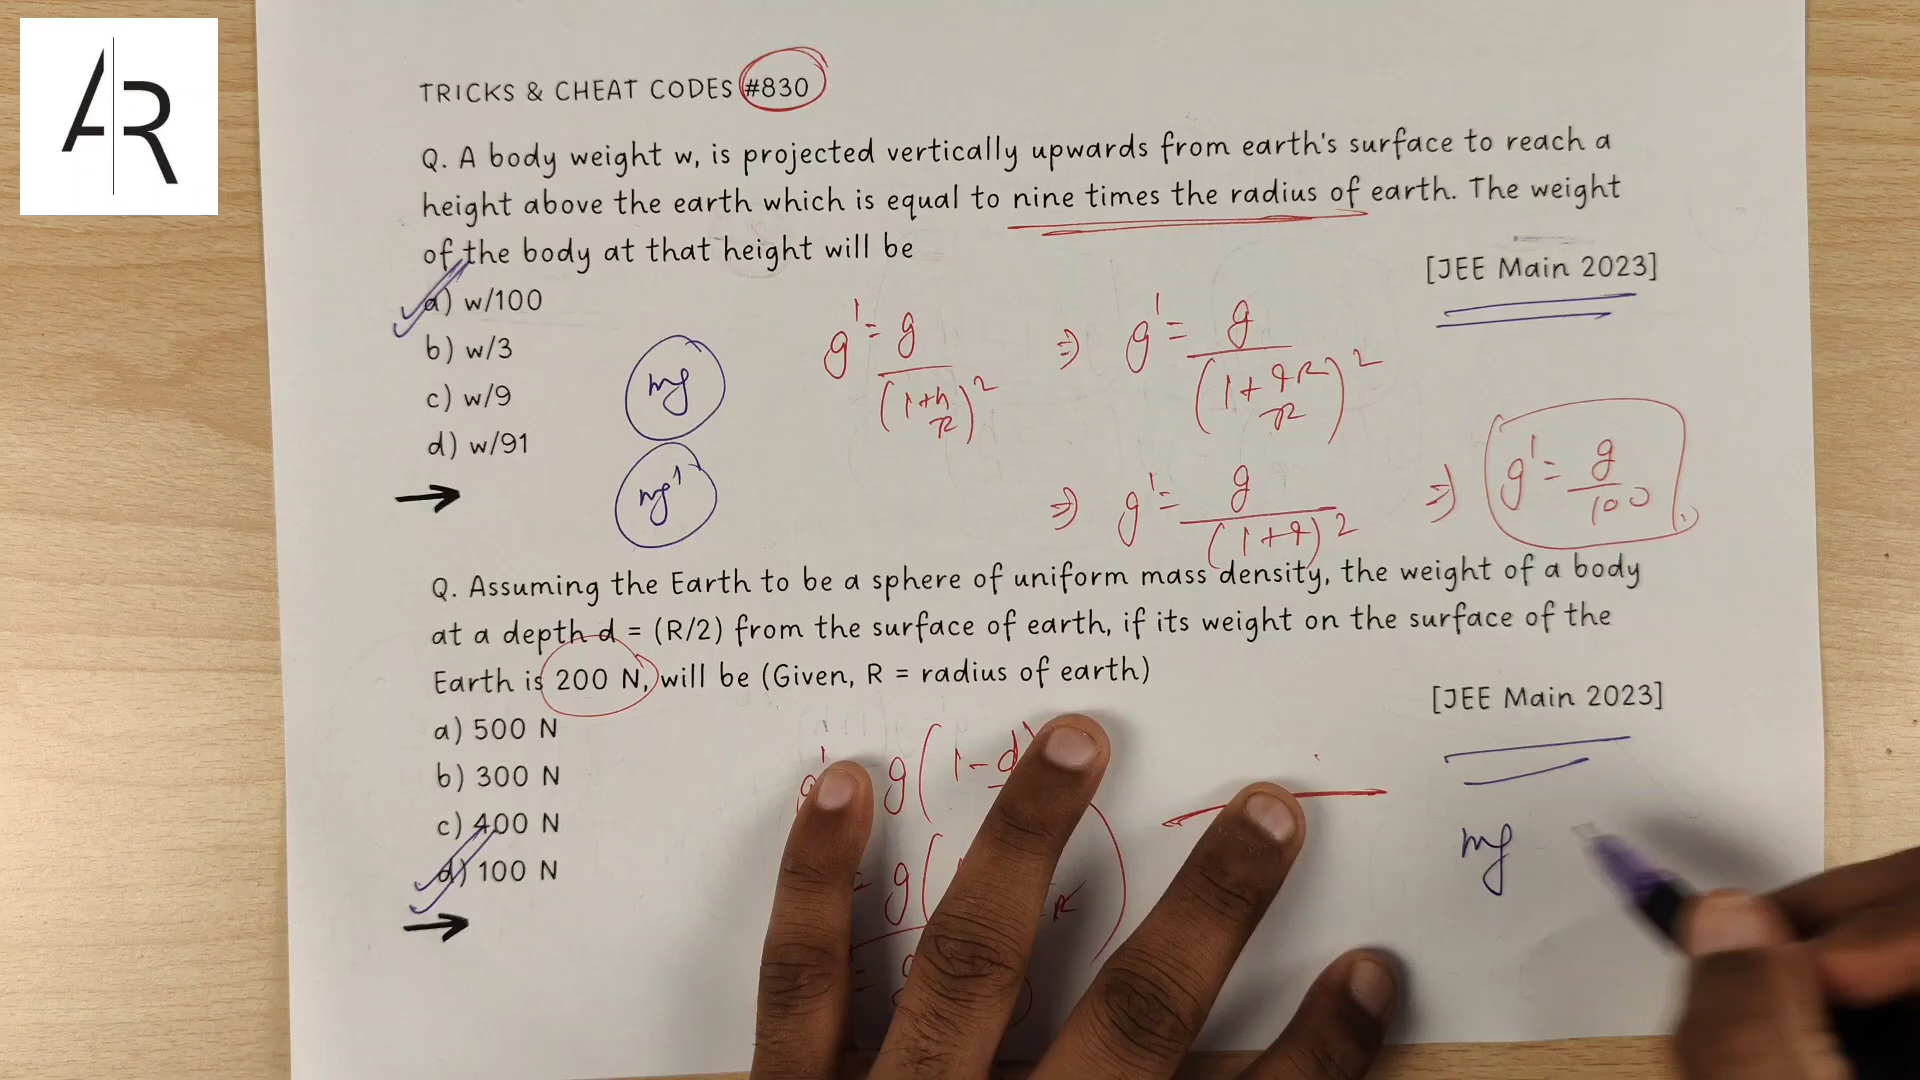 AR
TRICKS & CHEAT CODES #830
Q. A body weight w, is projected vertically upwards from earth's surface to reach a
height above the earth which is equal to nine times the radius of earth. The weight
of the body at that height will be
[JEE Main 2023]
a) w/100
b) w/3
c) w/9
d) w/91
mg
mg'
g' = g/(1+h/R)²
⇒ g' = g/(1+9R/R)²
⇒ g' = g/(1+9)²
⇒ g' = g/100
Q. Assuming the Earth to be a sphere of uniform mass density, the weight of a body
at a depth d = (R/2) from the surface of earth, if its weight on the surface of the
Earth is 200 N, will be (Given, R = radius of earth)
[JEE Main 2023]
a) 500 N
b) 300 N
c) 400 N
d) 100 N
g(1-d
g(
mg